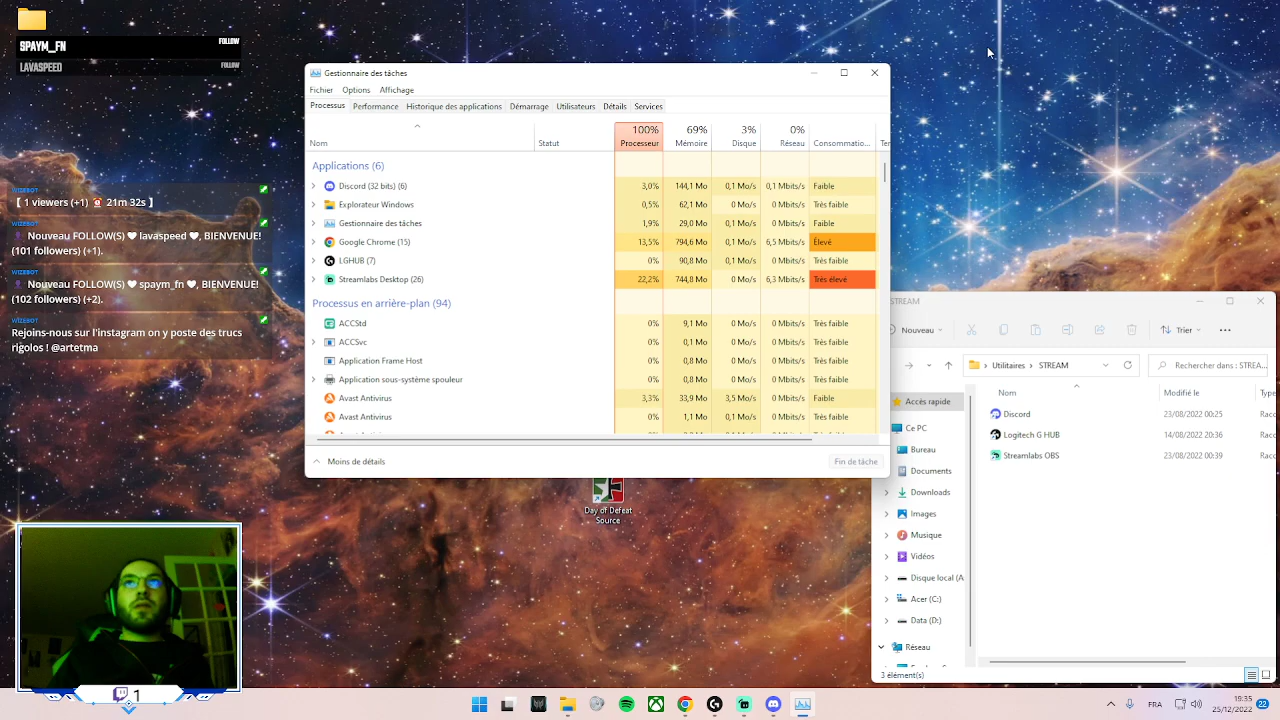 SPAYM_FN
FOLLOW
LAVASPEED
FOLLOW
WIZEBOT
[ 1 viewers (+1) 21m 32s ]
WIZEBOT
Nouveau FOLLOW(S) lavaspeed, BIENVENUE!
(101 followers) (+1).
WIZEBOT
Nouveau FOLLOW(S) spaym_fn, BIENVENUE!
(102 followers) (+2).
WIZEBOT
Rejoins-nous sur l'instagram on y poste des trucs
rigolos ! @artetma
1
Gestionnaire des tâches
Fichier Options Affichage
Processus Performance Historique des applications Démarrage Utilisateurs Détails Services
100% 69% 3% 0%
Nom Statut Processeur Mémoire Disque Réseau Consommatio... Ter
Applications (6)
Discord (32 bits) (6) 3,0% 144,1 Mo 0,1 Mo/s 0,1 Mbits/s Faible
Explorateur Windows 0,5% 62,1 Mo 0 Mo/s 0 Mbits/s Très faible
Gestionnaire des tâches 1,9% 29,0 Mo 0 Mo/s 0 Mbits/s Faible
Google Chrome (15) 13,5% 794,6 Mo 0,1 Mo/s 6,5 Mbits/s Élevé
LGHUB (7) 0% 90,8 Mo 0,1 Mo/s 0 Mbits/s Très faible
Streamlabs Desktop (26) 22,2% 744,8 Mo 0 Mo/s 6,3 Mbits/s Très élevé
Processus en arrière-plan (94)
ACCStd 0% 9,1 Mo 0 Mo/s 0 Mbits/s Très faible
ACCSvc 0% 0,1 Mo 0 Mo/s 0 Mbits/s Très faible
Application Frame Host 0% 0,8 Mo 0 Mo/s 0 Mbits/s Très faible
Application sous-système spouleur 0% 0,8 Mo 0 Mo/s 0 Mbits/s Très faible
Avast Antivirus 3,3% 33,9 Mo 3,5 Mo/s 0 Mbits/s Faible
Avast Antivirus 0% 1,1 Mo 0,1 Mo/s 0 Mbits/s Très faible
Moins de détails Fin de tâche
Day of Defeat
Source
STREAM
Nouveau Trier ...
Utilitaires > STREAM Rechercher dans : STREA...
Nom Modifié le Type
Discord 23/08/2022 00:25 Racc
Logitech G HUB 14/08/2022 20:36 Racc
Streamlabs OBS 23/08/2022 00:39 Racc
Accès rapide
Ce PC
Bureau
Documents
Downloads
Images
Musique
Vidéos
Disque local (A
Acer (C:)
Data (D:)
Réseau
3 élément(s)
19:35
22